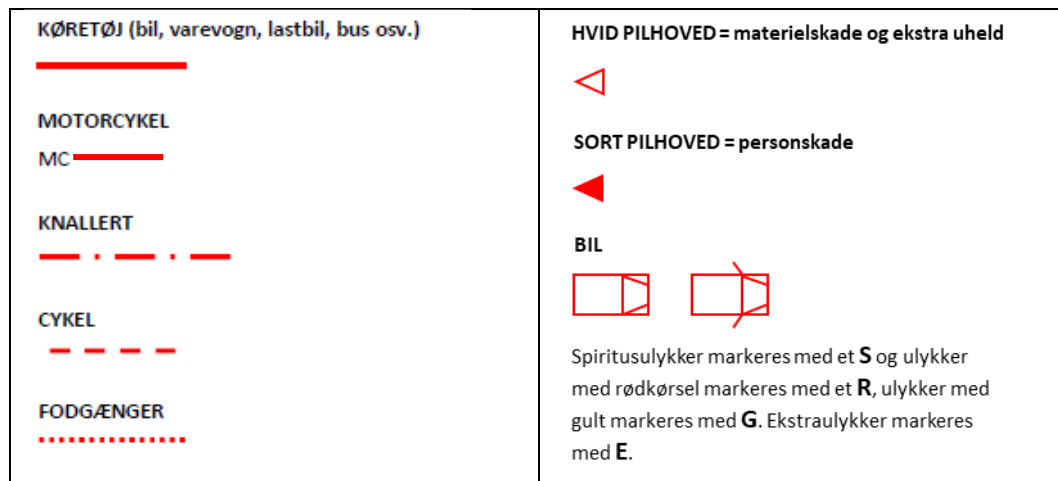 KØRETØJ (bil, varevogn, lastbil, bus osv.)
MOTORCYKEL
MC
KNALLERT
CYKEL
FODGÆNGER
HVID PILHOVED = materielskade og ekstra uheld
SORT PILHOVED = personskade
BIL
Spiritusulykker markeres med et S og ulykker
med rødkørsel markeres med et R, ulykker med
gult markeres med G. Ekstraulykker markeres
med E.